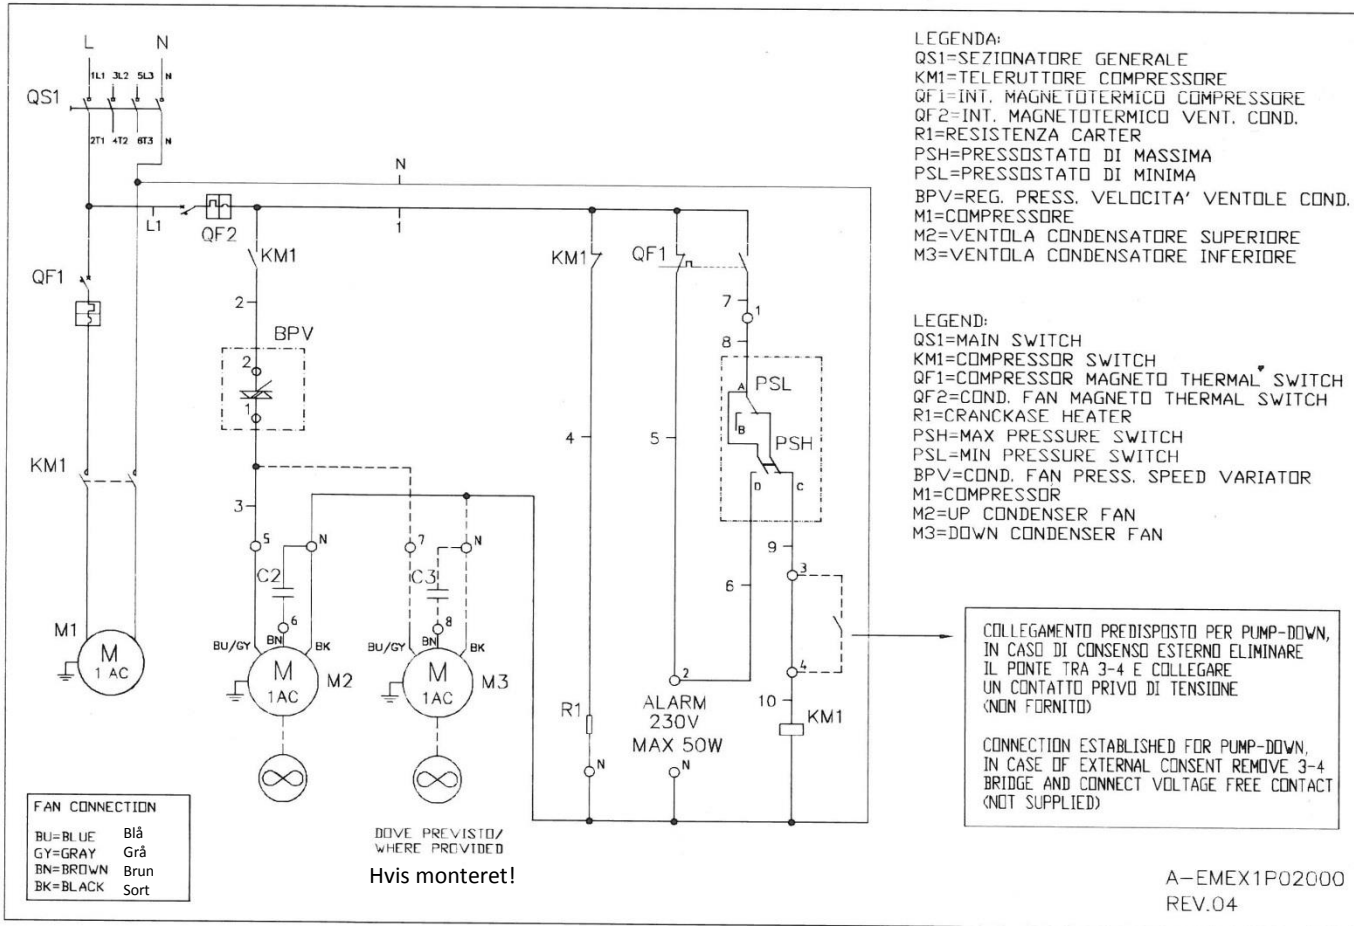 L N
1L1 3L2 5L3 N
QS1
2T1 4T2 6T3 N
N
L1
QF2
1
KM1
KM1
QF1
QF1
2
7
1
8
BPV
2
1
A
PSL
B
PSH
D C
4
5
KM1
3
9
3
5 N
7 N
C2
C3
6
6
8
M1
M
1 AC
BU/GY BN BK
M
1AC
M2
BU/GY BN BK
M
1AC
M3
4
2
10
R1
ALARM
230V
MAX 50W
KM1
N
N
DOVE PREVISTO/
WHERE PROVIDED
Hvis monteret!
FAN CONNECTION
BU=BLUE Blå
GY=GRAY Grå
BN=BROWN Brun
BK=BLACK Sort
LEGENDA:
QS1=SEZIONATORE GENERALE
KM1=TELERUTTORE COMPRESSORE
QF1=INT. MAGNETOTERMICO COMPRESSORE
QF2=INT. MAGNETOTERMICO VENT. COND.
R1=RESISTENZA CARTER
PSH=PRESSOSTATO DI MASSIMA
PSL=PRESSOSTATO DI MINIMA
BPV=REG. PRESS. VELOCITA' VENTOLE COND.
M1=COMPRESSORE
M2=VENTOLA CONDENSATORE SUPERIORE
M3=VENTOLA CONDENSATORE INFERIORE
LEGEND:
QS1=MAIN SWITCH
KM1=COMPRESSOR SWITCH
QF1=COMPRESSOR MAGNETO THERMAL SWITCH
QF2=COND. FAN MAGNETO THERMAL SWITCH
R1=CRANCKASE HEATER
PSH=MAX PRESSURE SWITCH
PSL=MIN PRESSURE SWITCH
BPV=COND. FAN PRESS. SPEED VARIATOR
M1=COMPRESSOR
M2=UP CONDENSER FAN
M3=DOWN CONDENSER FAN
COLLEGAMENTO PREDISPOSTO PER PUMP-DOWN,
IN CASO DI CONSENSO ESTERNO ELIMINARE
IL PONTE TRA 3-4 E COLLEGARE
UN CONTATTO PRIVO DI TENSIONE
(NON FORNITO)
CONNECTION ESTABLISHED FOR PUMP-DOWN,
IN CASE OF EXTERNAL CONSENT REMOVE 3-4
BRIDGE AND CONNECT VOLTAGE FREE CONTACT
(NOT SUPPLIED)
A-EMEX1P02000
REV.04